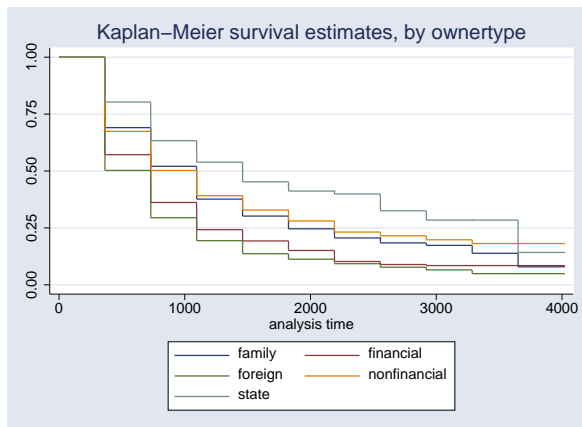 Kaplan−Meier survival estimates, by ownertype
1.00
0.75
0.50
0.25
0.00
0 1000 2000 3000 4000
analysis time
family financial
foreign nonfinancial
state